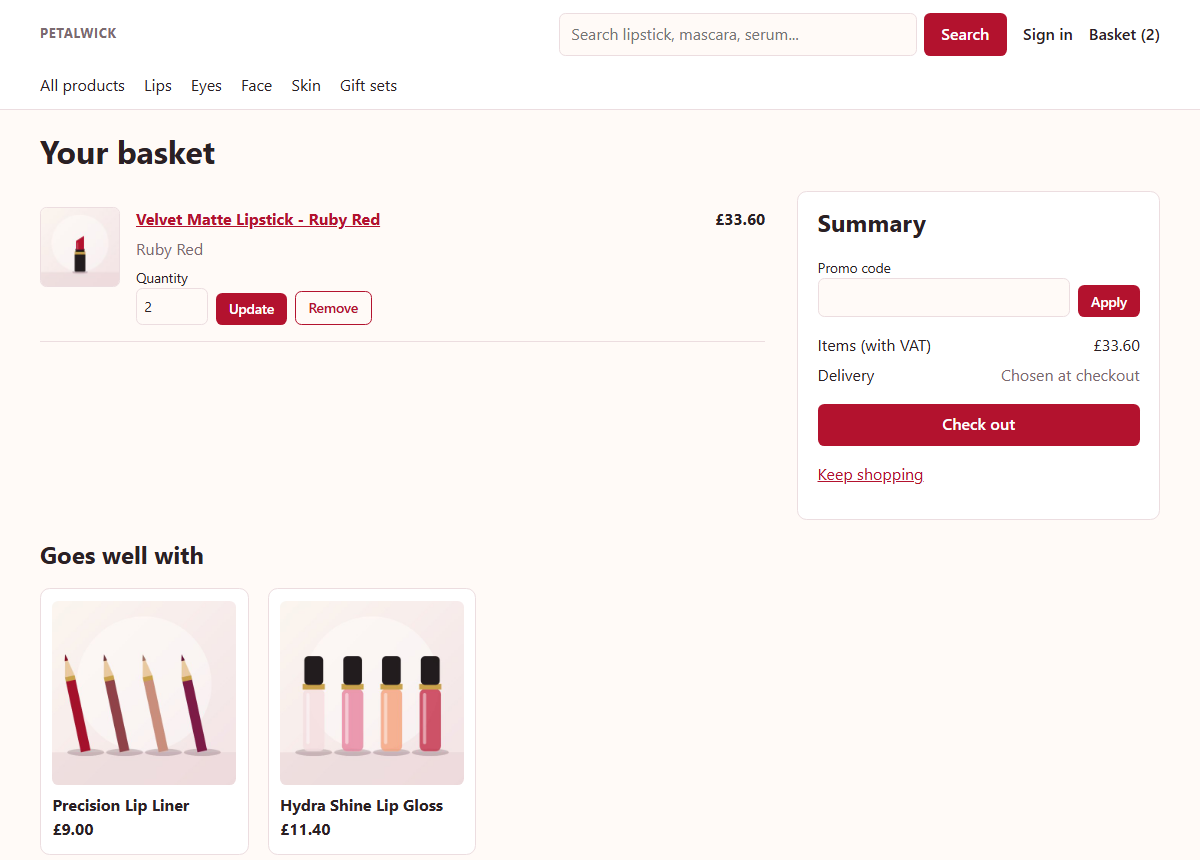 PETALWICK
Search lipstick, mascara, serum...
Search
Sign in
Basket (2)
All products
Lips
Eyes
Face
Skin
Gift sets
Your basket
Velvet Matte Lipstick - Ruby Red
£33.60
Ruby Red
Quantity
2
Update
Remove
Summary
Promo code
Apply
Items (with VAT)
£33.60
Delivery
Chosen at checkout
Check out
Keep shopping
Goes well with
Precision Lip Liner
£9.00
Hydra Shine Lip Gloss
£11.40